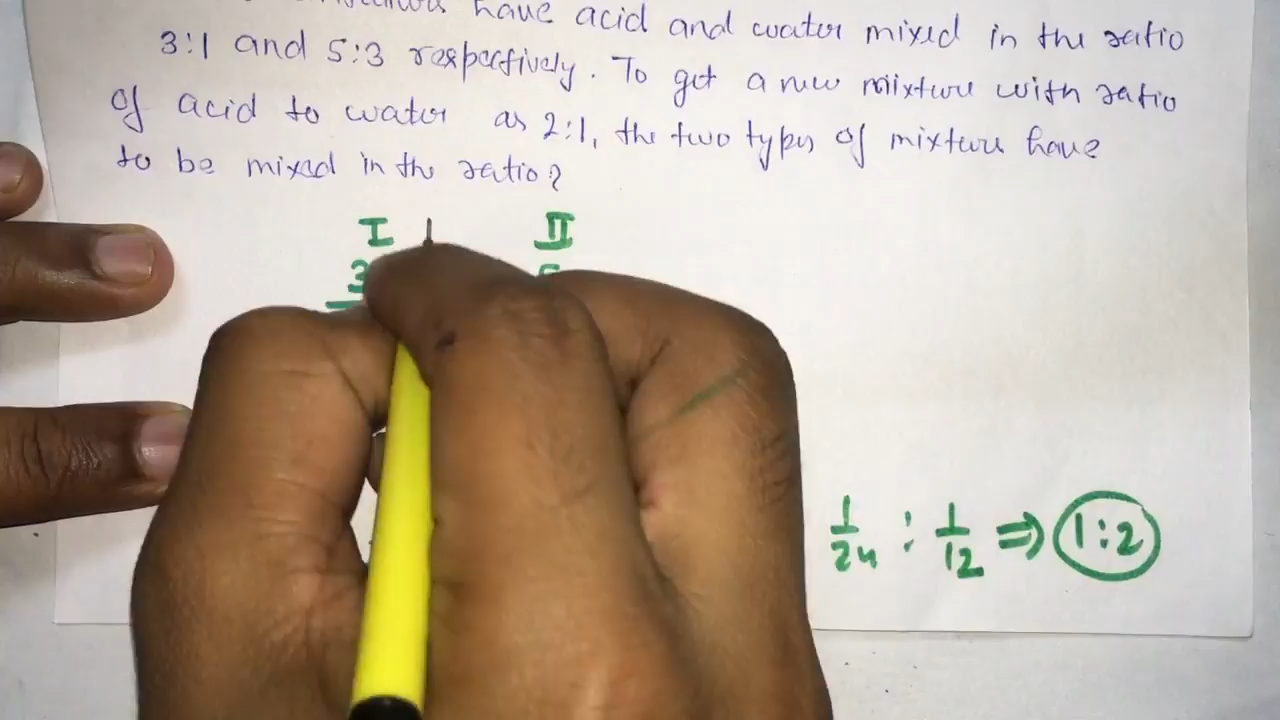 have acid and water mixed in the ratio
3:1 and 5:3 respectively. To get a new mixture with ratio
of acid to water as 2:1, the two types of mixture have
to be mixed in the ratio?
I II
3
1/24 : 1/12 ⇒ 1:2